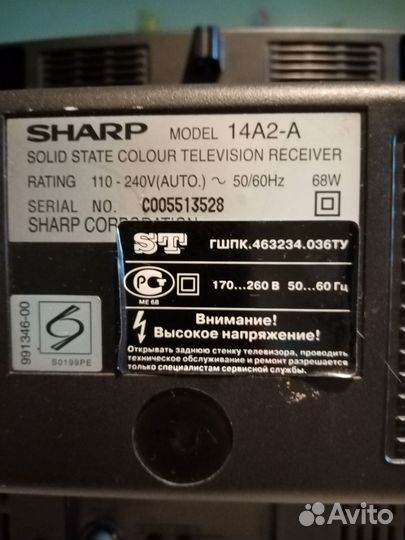 SHARP MODEL 14A2-A
SOLID STATE COLOUR TELEVISION RECEIVER
RATING 110 - 240V(AUTO.) ~ 50/60Hz 68W
SERIAL NO. C005513528
SHARP CORPORATION
ST ГШПК.463234.036ТУ
РС 170...260 В 50...60 Гц
МЕ 68
Внимание!
Высокое напряжение!
Открывать заднюю стенку телевизора, проводить
техническое обслуживание и ремонт разрешается
только специалистам сервисной службы.
991346-00
S
S0199PE
Avito